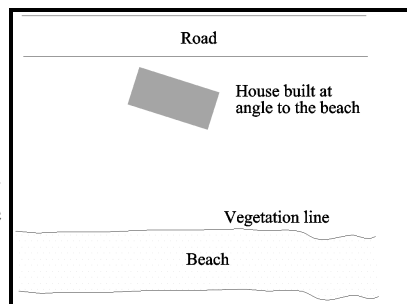 Road
House built at
angle to the beach
Vegetation line
Beach